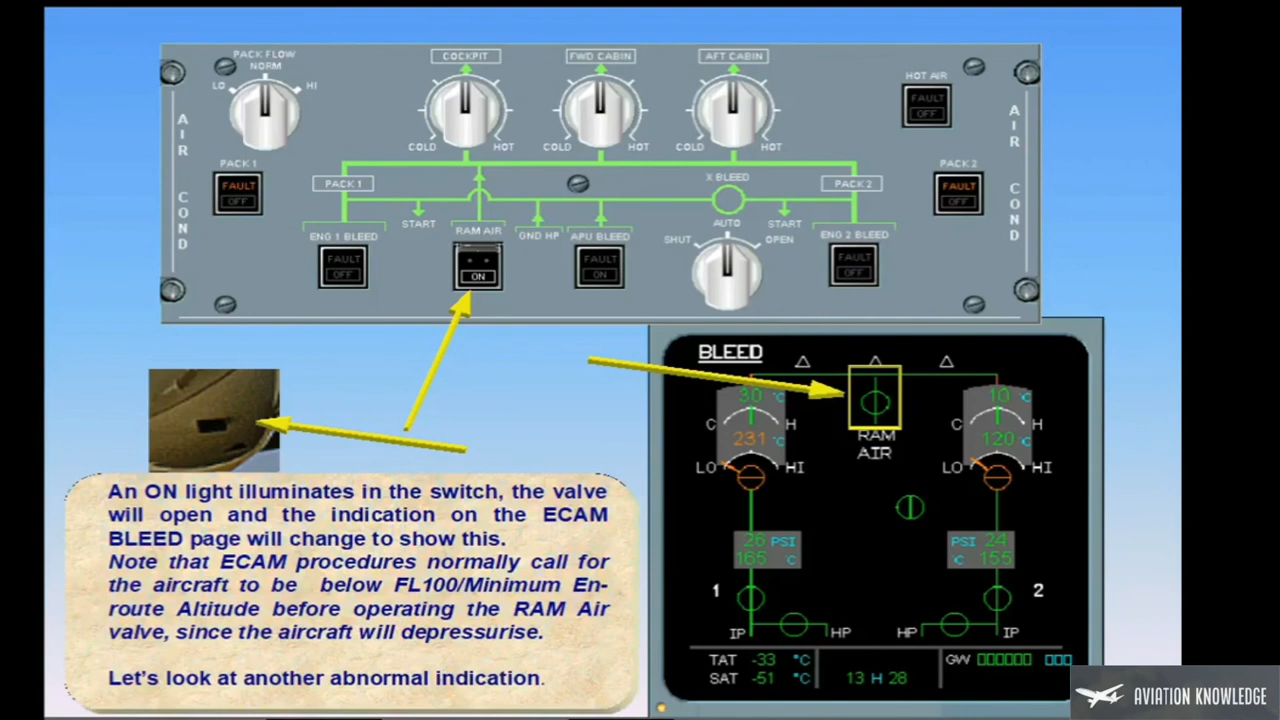 PACK FLOW
NORM
LO HI
COCKPIT
FWD CABIN
AFT CABIN
HOT AIR
FAULT
OFF
COLD HOT
COLD HOT
COLD HOT
AIR COND
AIR COND
PACK 1
FAULT
OFF
PACK 1
X BLEED
PACK 2
PACK 2
FAULT
OFF
START
RAM AIR
GND HP
APU BLEED
AUTO
START
ENG 1 BLEED
SHUT OPEN
ENG 2 BLEED
FAULT
OFF
ON
FAULT
ON
FAULT
OFF
BLEED
30 °C
10 °C
C H
C H
231 °C
RAM
AIR
120 °C
LO HI
LO HI
26 PSI
165 °C
PSI 24
°C 155
1
2
IP HP
HP IP
TAT -33 °C
SAT -51 °C
13 H 28
GW
An ON light illuminates in the switch, the valve
will open and the indication on the ECAM
BLEED page will change to show this.
Note that ECAM procedures normally call for
the aircraft to be below FL100/Minimum En-
route Altitude before operating the RAM Air
valve, since the aircraft will depressurise.
Let's look at another abnormal indication.
AVIATION KNOWLEDGE